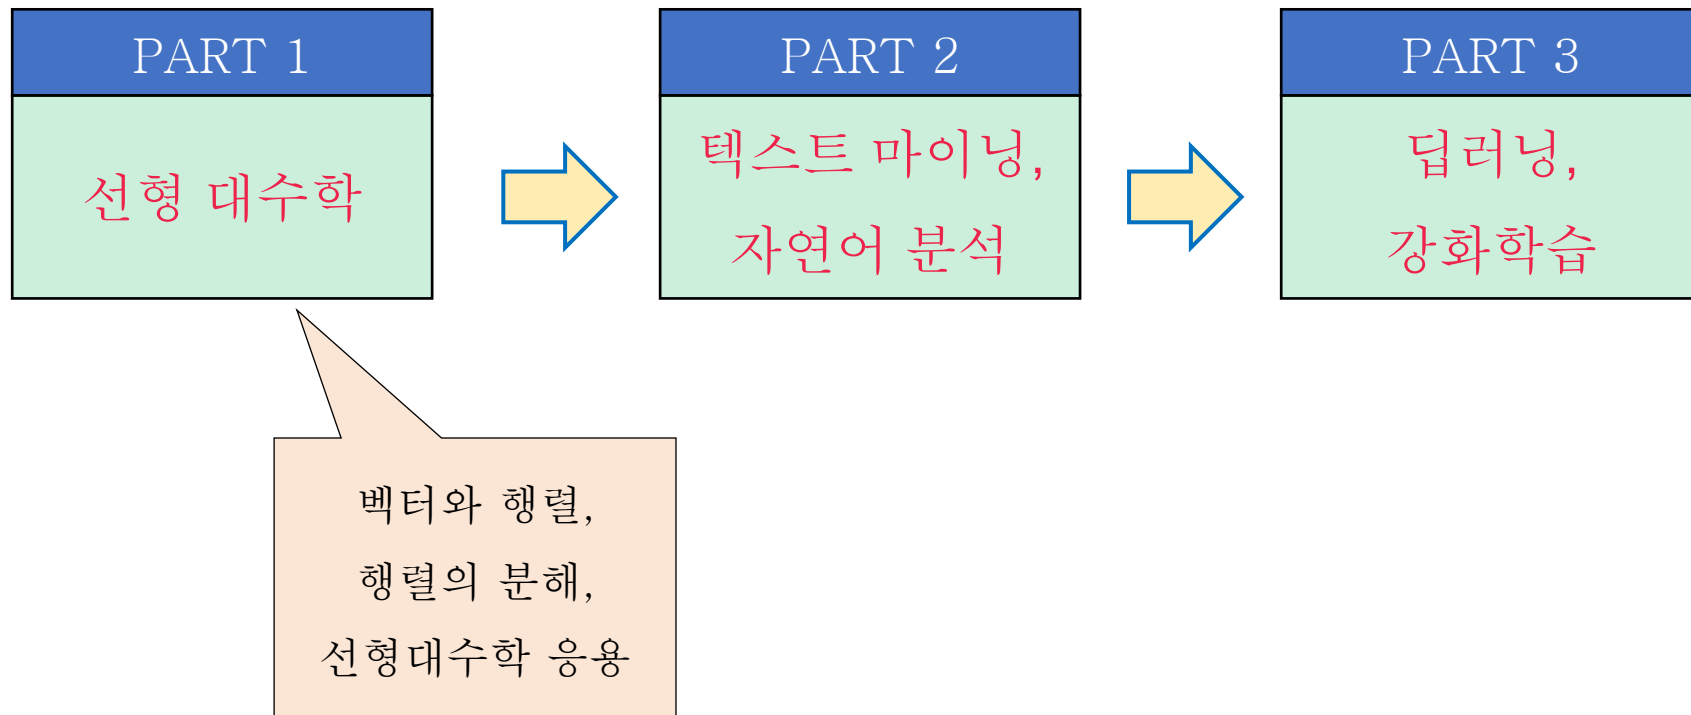 PART 1
선형 대수학
PART 2
텍스트 마이닝,
자연어 분석
PART 3
딥러닝,
강화학습
벡터와 행렬,
행렬의 분해,
선형대수학 응용